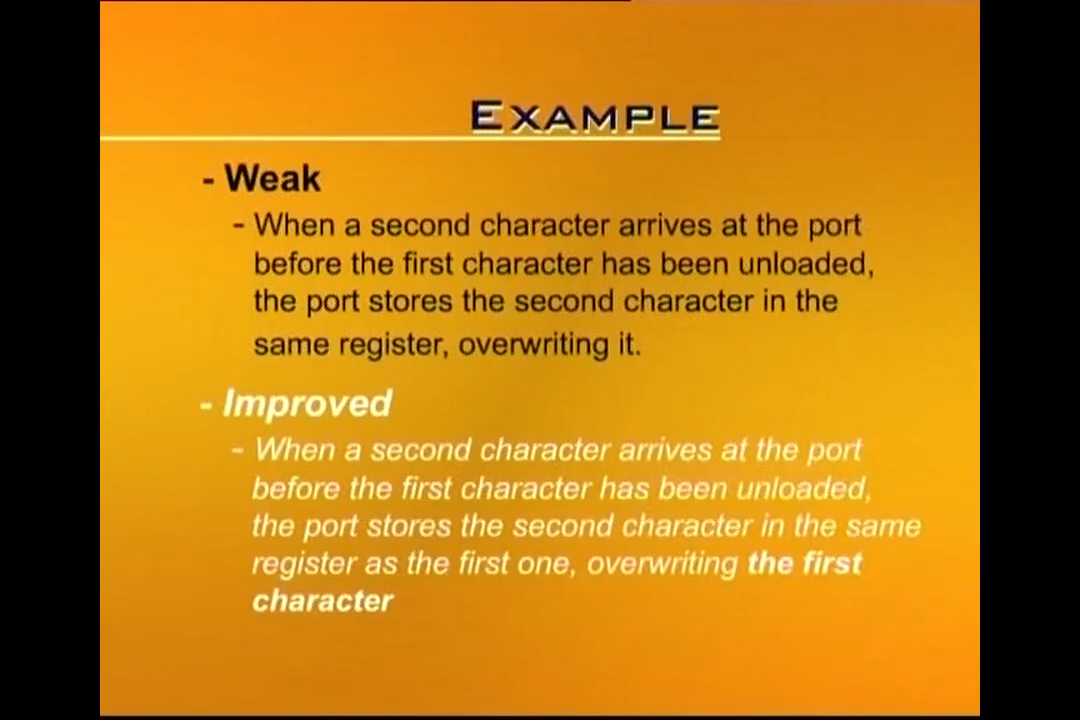 EXAMPLE
- Weak
- When a second character arrives at the port
before the first character has been unloaded,
the port stores the second character in the
same register, overwriting it.
- Improved
- When a second character arrives at the port
before the first character has been unloaded,
the port stores the second character in the same
register as the first one, overwriting the first
character